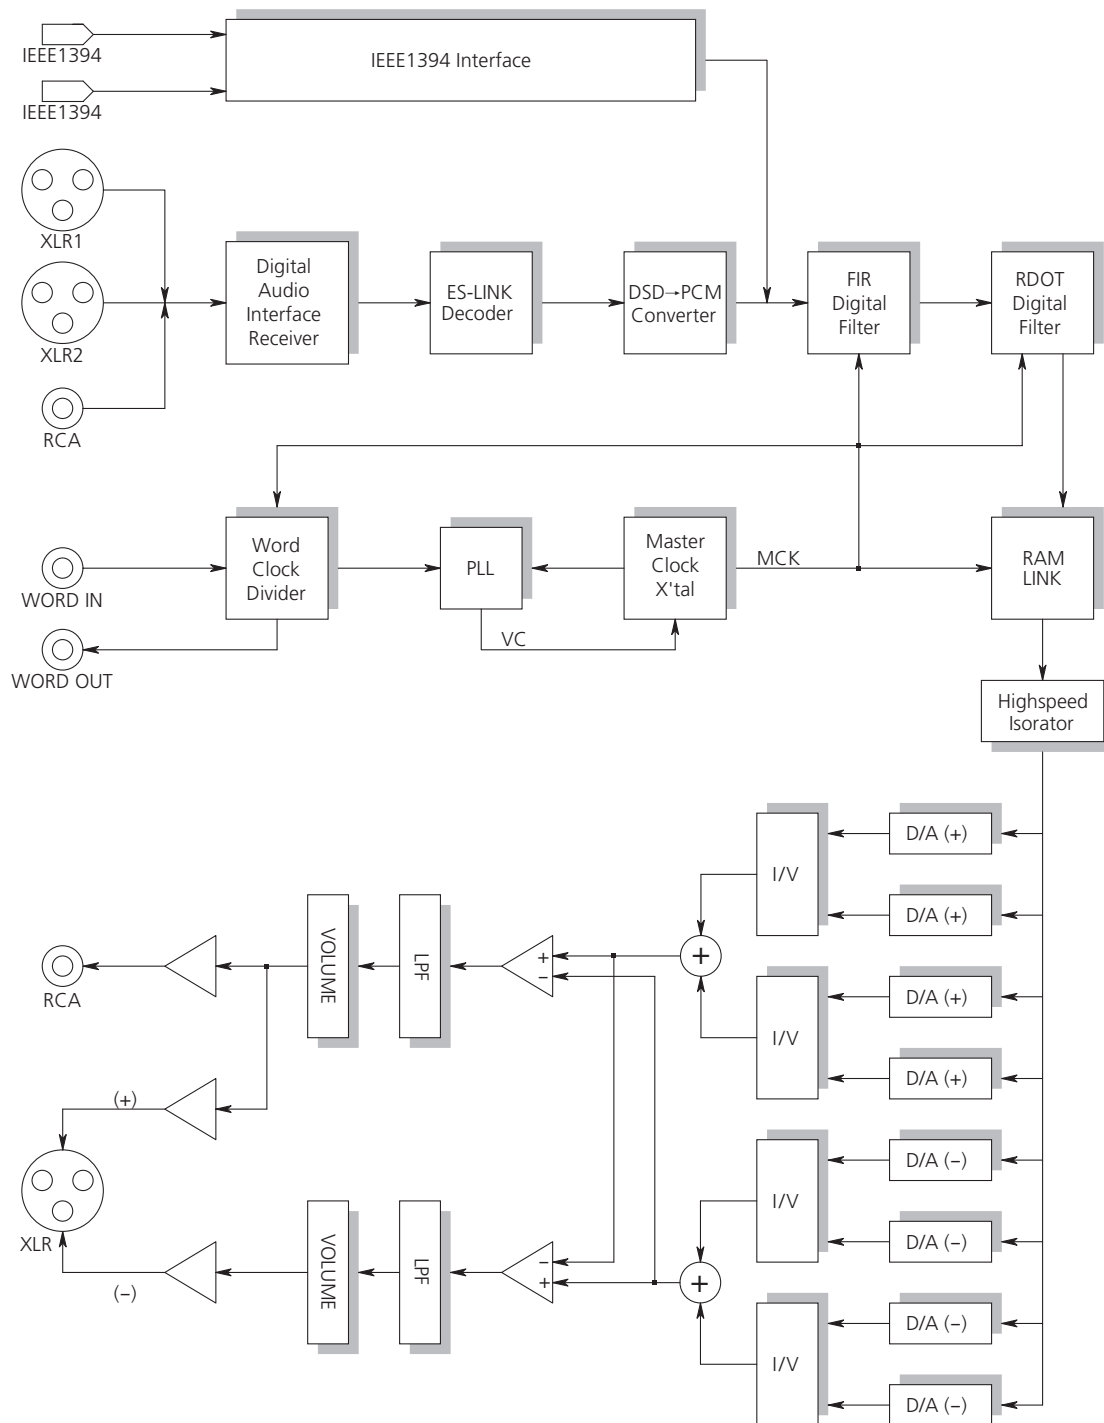 IEEE1394
IEEE1394 Interface
IEEE1394
XLR1
XLR2
RCA
Digital
Audio
Interface
Receiver
ES-LINK
Decoder
DSD→PCM
Converter
FIR
Digital
Filter
RDOT
Digital
Filter
WORD IN
WORD OUT
Word
Clock
Divider
PLL
VC
Master
Clock
X'tal
MCK
RAM
LINK
Highspeed
Isorator
D/A (+)
D/A (+)
D/A (+)
D/A (+)
D/A (−)
D/A (−)
D/A (−)
D/A (−)
I/V
I/V
I/V
I/V
+
+
+
−
−
+
LPF
VOLUME
LPF
VOLUME
RCA
(+)
XLR
(−)